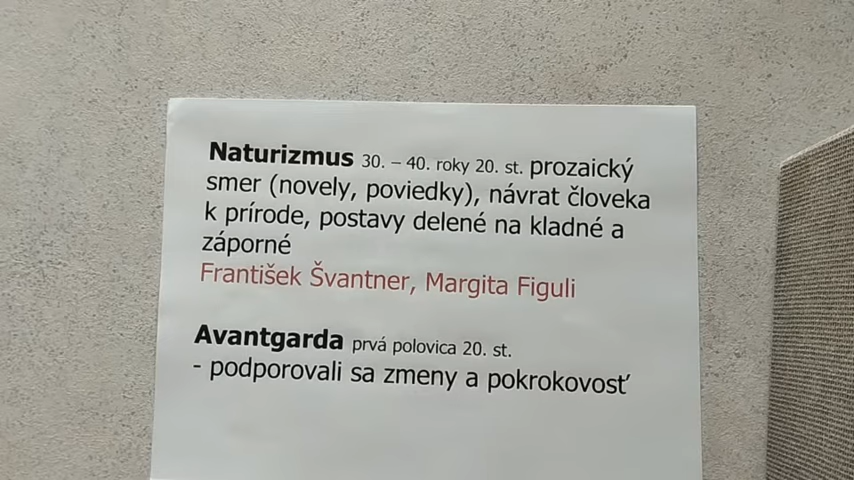 Naturizmus 30. – 40. roky 20. st. prozaický
smer (novely, poviedky), návrat človeka
k prírode, postavy delené na kladné a
záporné
František Švantner, Margita Figuli
Avantgarda prvá polovica 20. st.
- podporovali sa zmeny a pokrokovosť